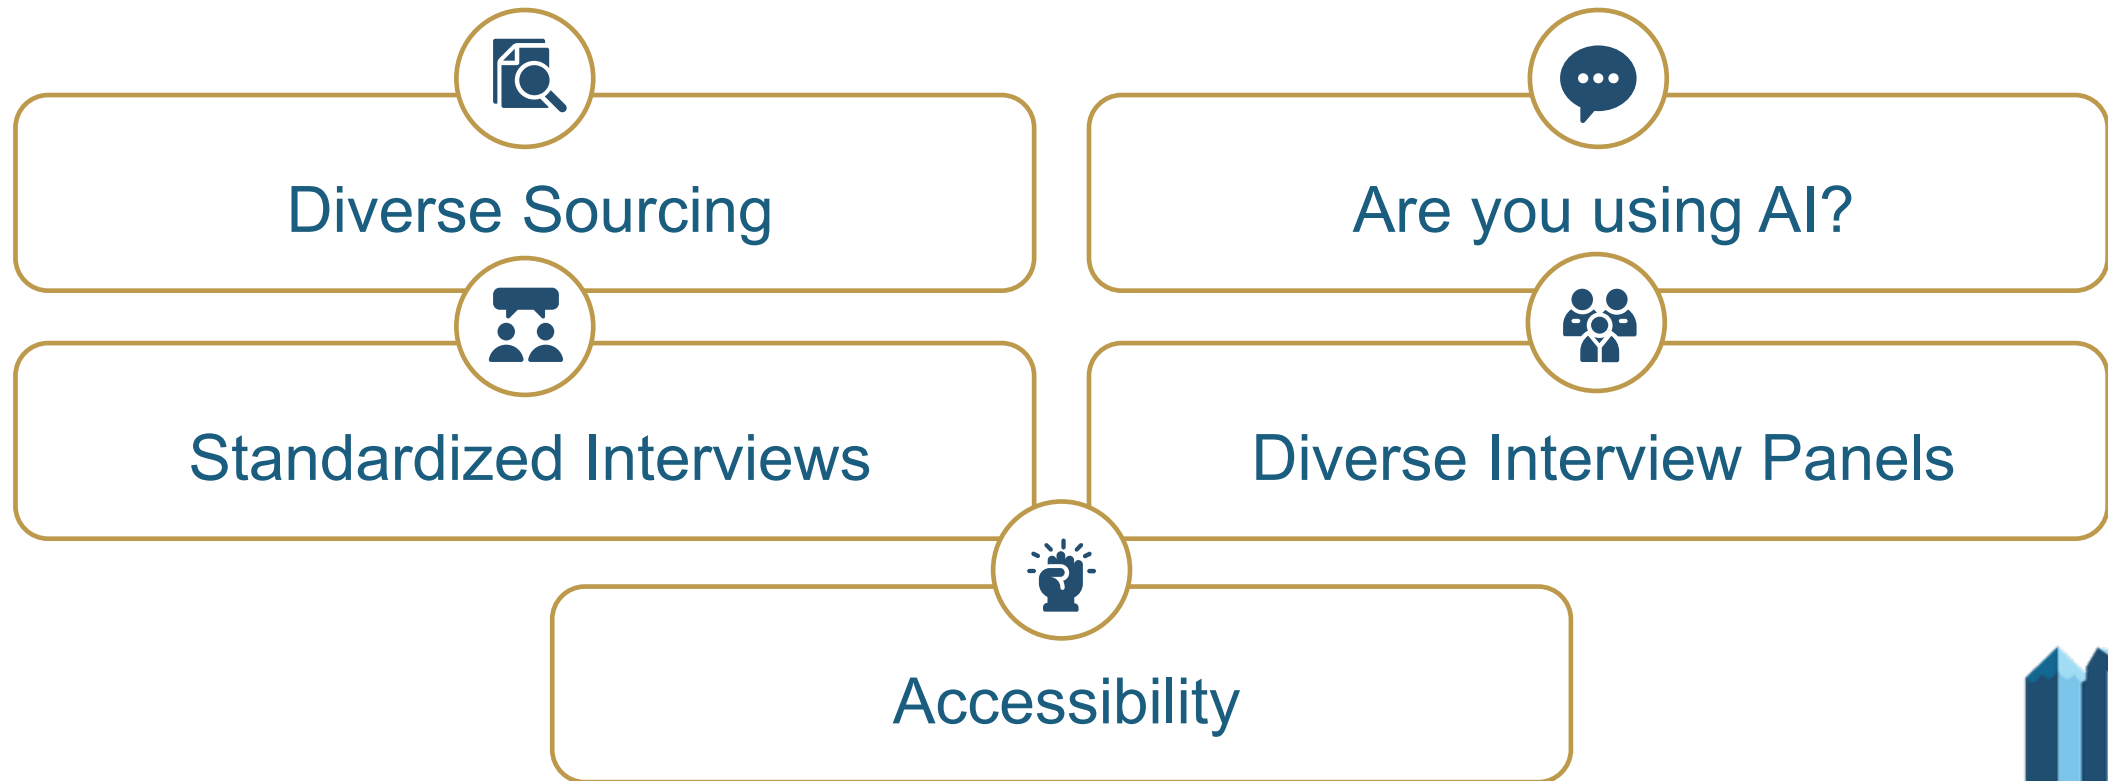 Diverse Sourcing
Are you using AI?
Standardized Interviews
Diverse Interview Panels
Accessibility